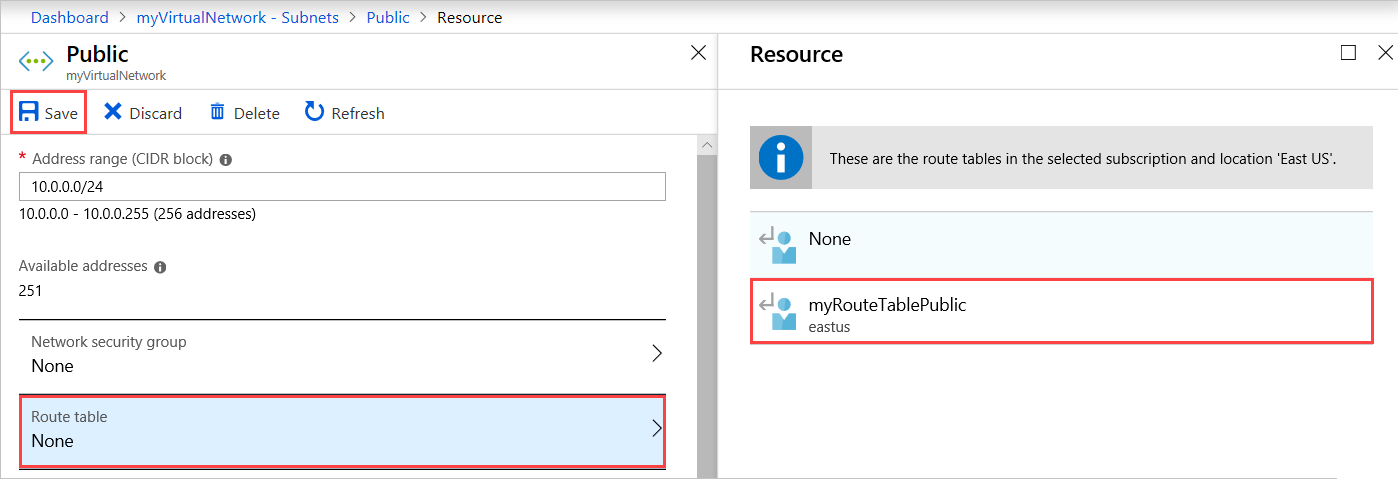 Dashboard > myVirtualNetwork - Subnets > Public > Resource
Public
myVirtualNetwork
Save Discard Delete Refresh
* Address range (CIDR block)
10.0.0.0/24
10.0.0.0 - 10.0.0.255 (256 addresses)
Available addresses
251
Network security group
None
Route table
None
Resource
These are the route tables in the selected subscription and location 'East US'.
None
myRouteTablePublic
eastus